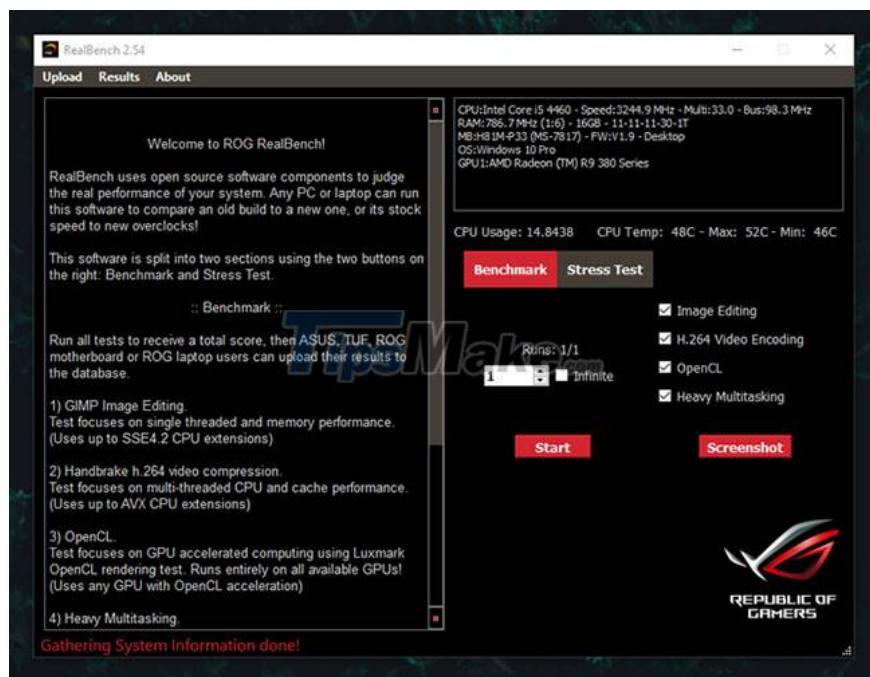 RealBench 2.54
Upload Results About
Welcome to ROG RealBench!
RealBench uses open source software components to judge
the real performance of your system. Any PC or laptop can run
this software to compare an old build to a new one, or its stock
speed to new overclocks!
This software is split into two sections using the two buttons on
the right: Benchmark and Stress Test.
:: Benchmark ::
Run all tests to receive a total score, then ASUS, TUF, ROG
motherboard or ROG laptop users can upload their results to
the database.
1) GIMP Image Editing.
Test focuses on single threaded and memory performance.
(Uses up to SSE4.2 CPU extensions)
2) Handbrake h.264 video compression.
Test focuses on multi-threaded CPU and cache performance.
(Uses up to AVX CPU extensions)
3) OpenCL.
Test focuses on GPU accelerated computing using Luxmark
OpenCL rendering test. Runs entirely on all available GPUs!
(Uses any GPU with OpenCL acceleration)
4) Heavy Multitasking.
Gathering System Information done!
CPU:Intel Core i5 4460 - Speed:3244.9 MHz - Multi:33.0 - Bus:98.3 MHz
RAM:786.7 MHz (1:6) - 16GB - 11-11-11-30-1T
MB:H81M-P33 (MS-7817) - FW:V1.9 - Desktop
OS:Windows 10 Pro
GPU1:AMD Radeon (TM) R9 380 Series
CPU Usage: 14.8438 CPU Temp: 48C - Max: 52C - Min: 46C
Benchmark Stress Test
Runs: 1/1
1 Infinite
Image Editing
H.264 Video Encoding
OpenCL
Heavy Multitasking
Start Screenshot
REPUBLIC OF
GAMERS
TipsMake.com